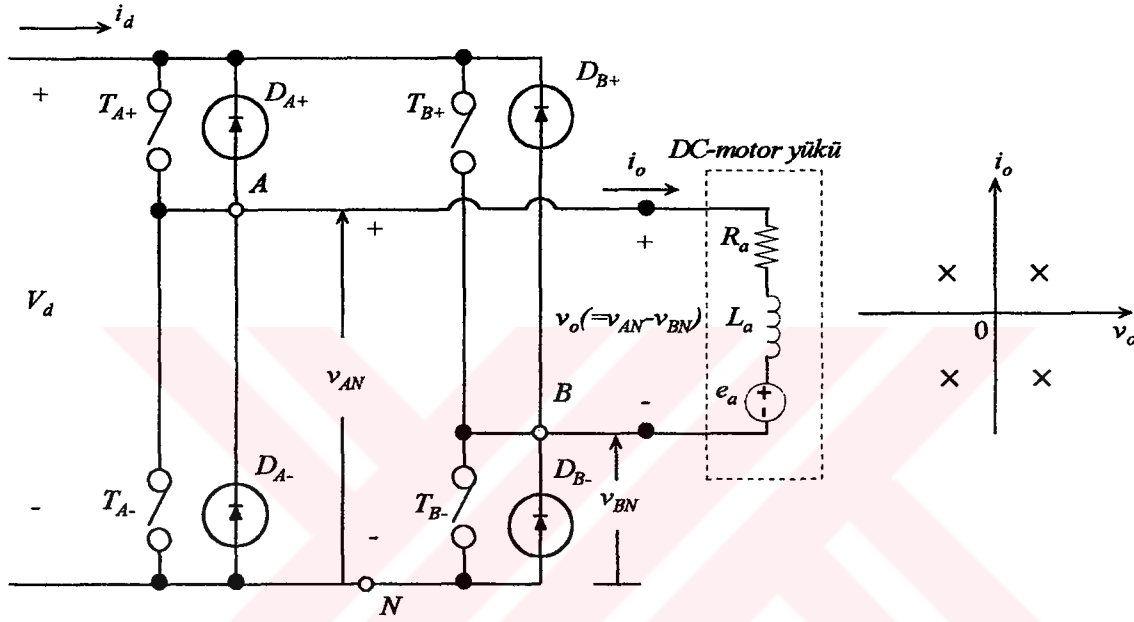 i_d
+
T_A+
D_A+
T_B+
D_B+
DC-motor yükü
A
i_o
i_o
+
+
R_a
V_d
v_o(=v_AN-v_BN)
L_a
0
v_o
v_AN
e_a
B
-
T_A-
D_A-
T_B-
D_B-
v_BN
-
-
N